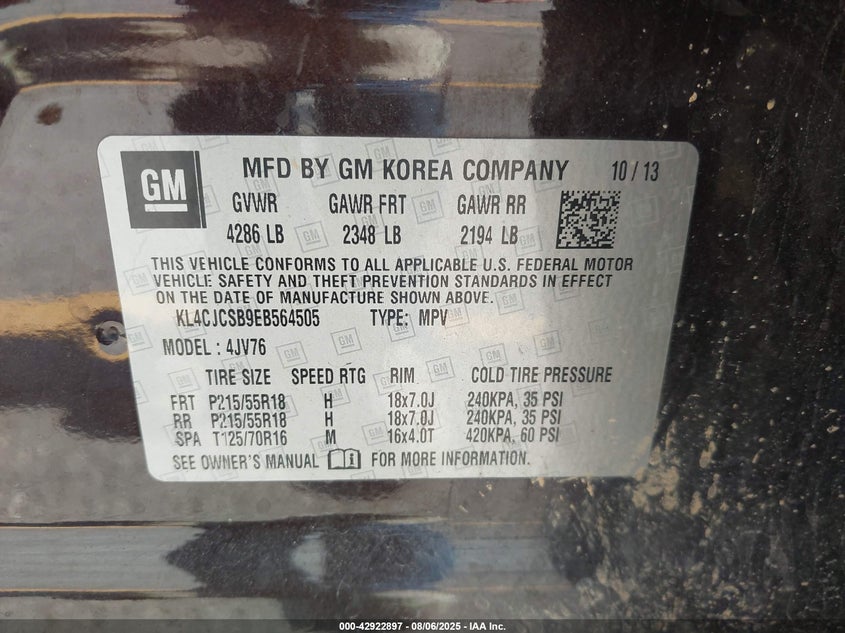 GM
MFD BY GM KOREA COMPANY 10 / 13
GVWR GAWR FRT GAWR RR
4286 LB 2348 LB 2194 LB
THIS VEHICLE CONFORMS TO ALL APPLICABLE U.S. FEDERAL MOTOR
VEHICLE SAFETY AND THEFT PREVENTION STANDARDS IN EFFECT
ON THE DATE OF MANUFACTURE SHOWN ABOVE.
KL4CJCSB9EB564505 TYPE: MPV
MODEL : 4JV76
TIRE SIZE SPEED RTG RIM COLD TIRE PRESSURE
FRT P215/55R18 H 18x7.0J 240KPA, 35 PSI
RR P215/55R18 H 18x7.0J 240KPA, 35 PSI
SPA T125/70R16 M 16x4.0T 420KPA, 60 PSI
SEE OWNER'S MANUAL FOR MORE INFORMATION.
000-42922897 - 08/06/2025 - IAA Inc.